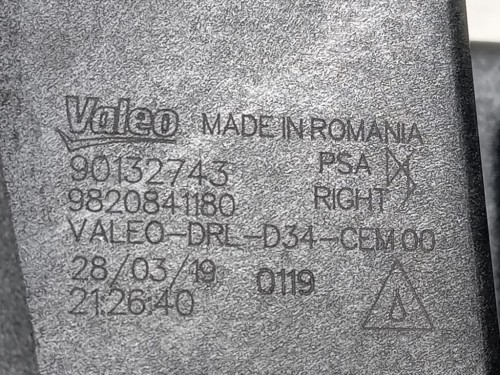 Valeo MADE IN ROMANIA
90132743 PSA
9820841180 RIGHT
VALEO-DRL-D34-CEM 00
28/03/19 0119
21:26:40